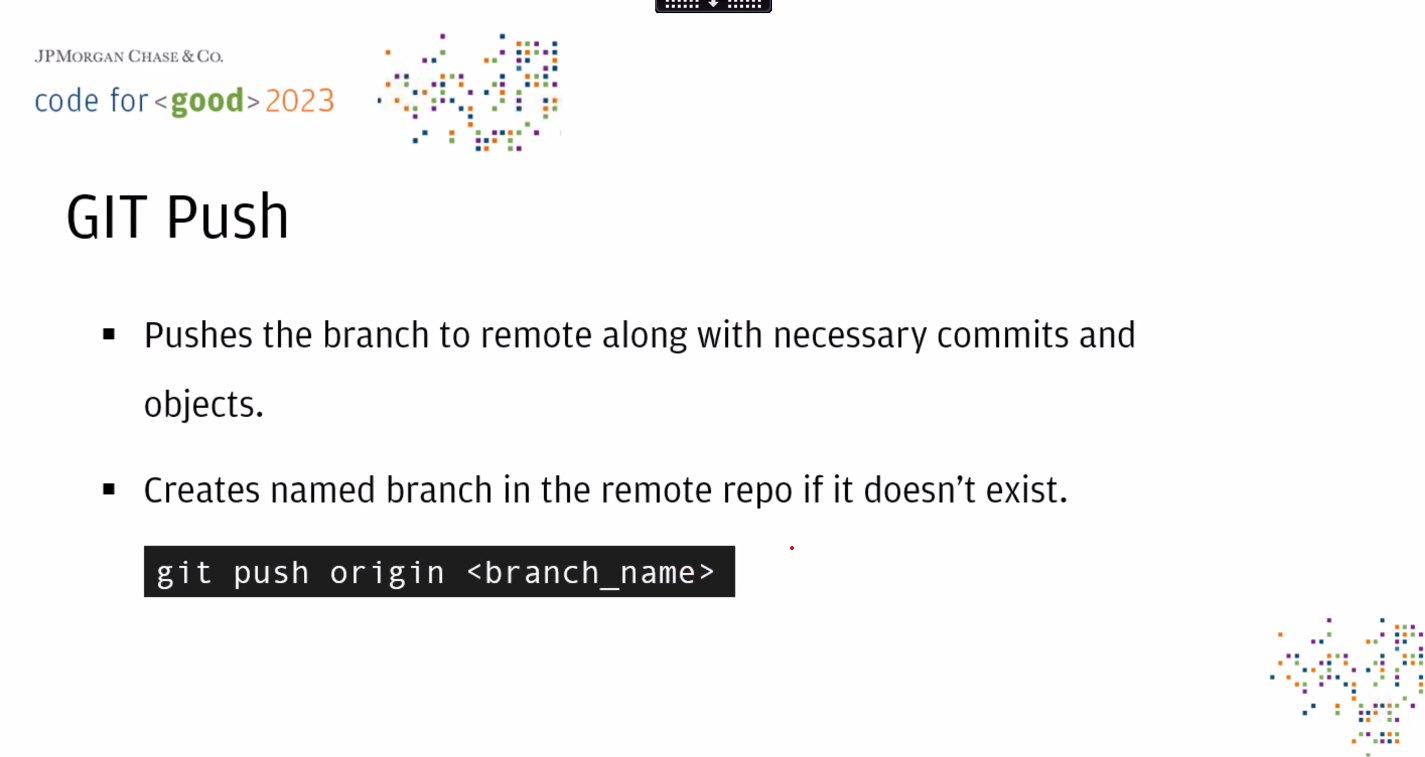 JPMORGAN CHASE & CO.
code for <good> 2023
GIT Push
▪ Pushes the branch to remote along with necessary commits and
objects.
▪ Creates named branch in the remote repo if it doesn’t exist.
git push origin <branch_name>